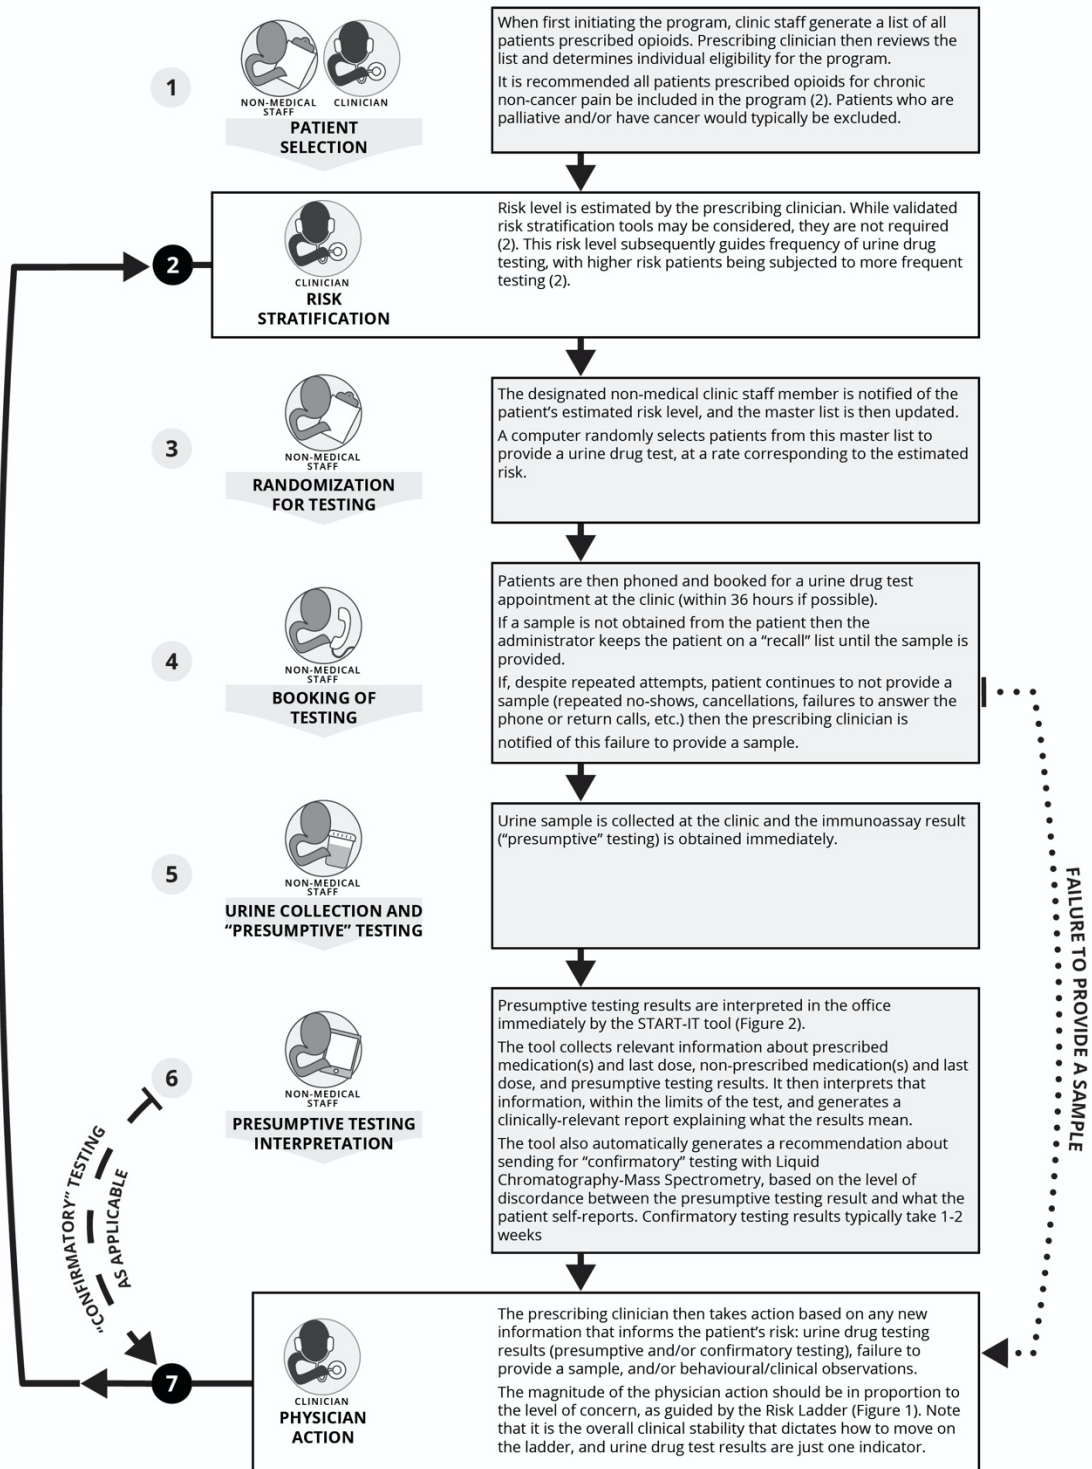 1
NON-MEDICAL
STAFF
CLINICIAN
PATIENT
SELECTION
When first initiating the program, clinic staff generate a list of all
patients prescribed opioids. Prescribing clinician then reviews the
list and determines individual eligibility for the program.
It is recommended all patients prescribed opioids for chronic
non-cancer pain be included in the program (2). Patients who are
palliative and/or have cancer would typically be excluded.
2
CLINICIAN
RISK
STRATIFICATION
Risk level is estimated by the prescribing clinician. While validated
risk stratification tools may be considered, they are not required
(2). This risk level subsequently guides frequency of urine drug
testing, with higher risk patients being subjected to more frequent
testing (2).
3
NON-MEDICAL
STAFF
RANDOMIZATION
FOR TESTING
The designated non-medical clinic staff member is notified of the
patient's estimated risk level, and the master list is then updated.
A computer randomly selects patients from this master list to
provide a urine drug test, at a rate corresponding to the estimated
risk.
4
NON-MEDICAL
STAFF
BOOKING OF
TESTING
Patients are then phoned and booked for a urine drug test
appointment at the clinic (within 36 hours if possible).
If a sample is not obtained from the patient then the
administrator keeps the patient on a “recall” list until the sample is
provided.
If, despite repeated attempts, patient continues to not provide a
sample (repeated no-shows, cancellations, failures to answer the
phone or return calls, etc.) then the prescribing clinician is
notified of this failure to provide a sample.
5
NON-MEDICAL
STAFF
URINE COLLECTION AND
“PRESUMPTIVE” TESTING
Urine sample is collected at the clinic and the immunoassay result
(“presumptive” testing) is obtained immediately.
FAILURE TO PROVIDE A SAMPLE
6
NON-MEDICAL
STAFF
PRESUMPTIVE TESTING
INTERPRETATION
Presumptive testing results are interpreted in the office
immediately by the START-IT tool (Figure 2).
The tool collects relevant information about prescribed
medication(s) and last dose, non-prescribed medication(s) and last
dose, and presumptive testing results. It then interprets that
information, within the limits of the test, and generates a
clinically-relevant report explaining what the results mean.
The tool also automatically generates a recommendation about
sending for “confirmatory” testing with Liquid
Chromatography-Mass Spectrometry, based on the level of
discordance between the presumptive testing result and what the
patient self-reports. Confirmatory testing results typically take 1-2
weeks
“CONFIRMATORY” TESTING
AS APPLICABLE
7
CLINICIAN
PHYSICIAN
ACTION
The prescribing clinician then takes action based on any new
information that informs the patient's risk: urine drug testing
results (presumptive and/or confirmatory testing), failure to
provide a sample, and/or behavioural/clinical observations.
The magnitude of the physician action should be in proportion to
the level of concern, as guided by the Risk Ladder (Figure 1). Note
that it is the overall clinical stability that dictates how to move on
the ladder, and urine drug test results are just one indicator.